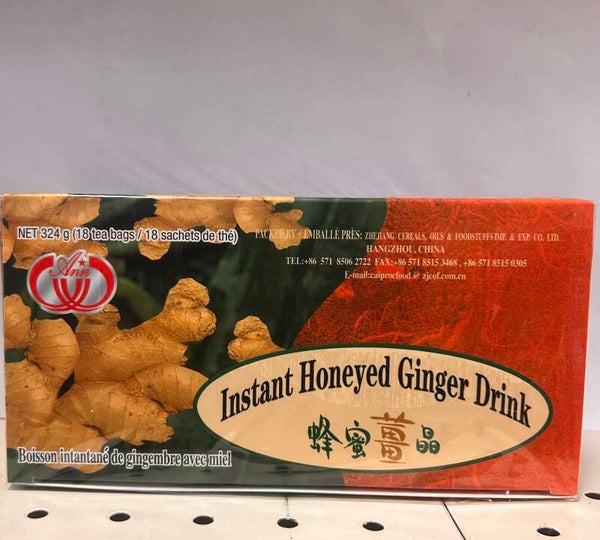 NET 324 g (18 tea bags / 18 sachets de thé)
PACKED BY / EMBALLÉ PRÈS: ZHEJIANG CEREALS, OILS & FOODSTUFFS IMP. & EXP. CO. LTD.
HANGZHOU, CHINA
TEL:+86 571 8506 2722 FAX:+86 571 8515 3468 , +86 571 8515 0305
E-mail:caiprocfood @ zjcof.com.cn
Ann
Instant Honeyed Ginger Drink
蜂蜜薑晶
Boisson intantané de gingembre avec miel